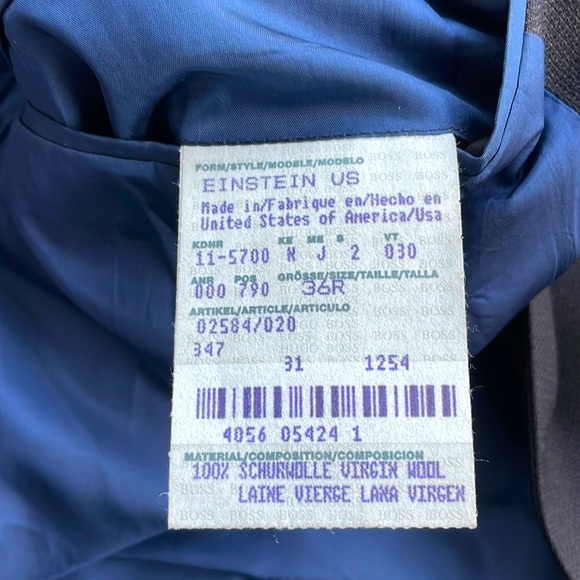 FORM/STYLE/MODELE/MODELO
EINSTEIN US
Made in/Fabrique en/Hecho en
United States of America/Usa
KDNR KE ME S VT
11-5700 N J 2 030
ANR POS GRÖSSE/SIZE/TAILLE/TALLA
000 790 36R
ARTIKEL/ARTICLE/ARTICULO
02584/020
347
31 1254
4056 05424 1
MATERIAL/COMPOSITION/COMPOSICION
100% SCHURWOLLE VIRGIN WOOL
LAINE VIERGE LANA VIRGEN